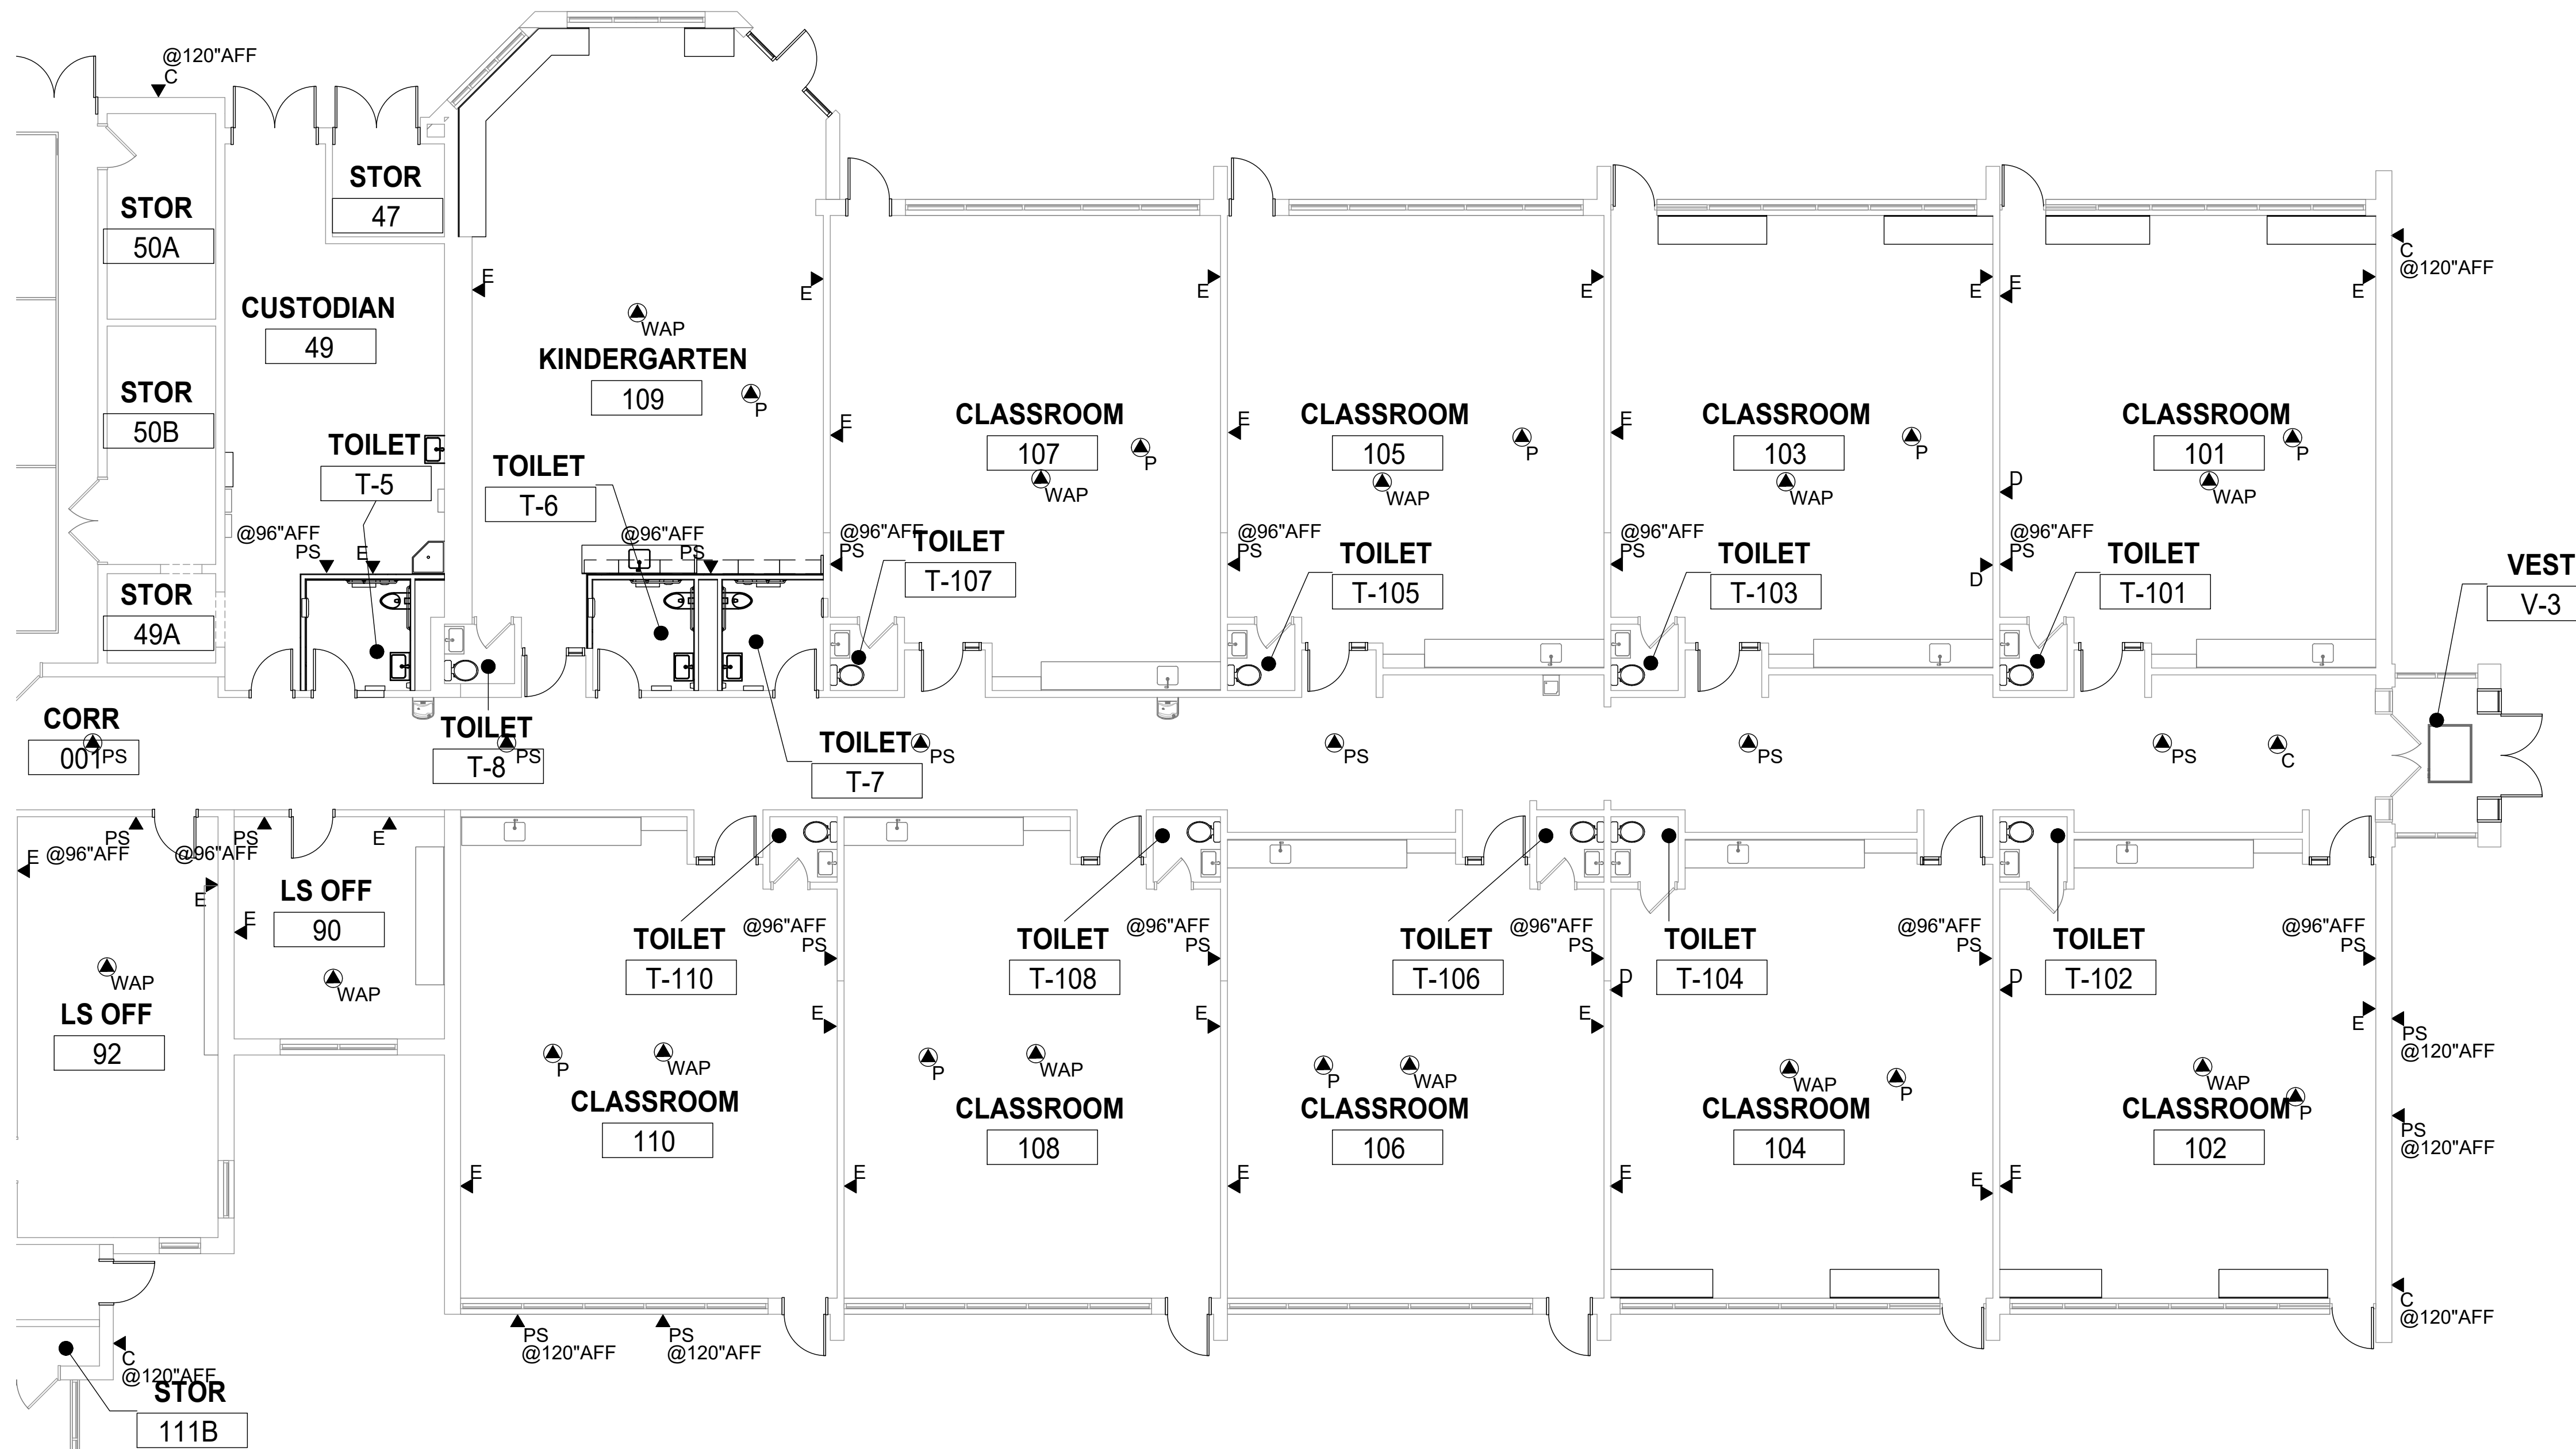 @120"AFF
C
STOR
47
STOR
50A
CUSTODIAN
49
E
E
WAP
KINDERGARTEN
109
P
E
E
E
E
E
C
@120"AFF
STOR
50B
TOILET
T-5
TOILET
T-6
E
CLASSROOM
107
P
WAP
E
CLASSROOM
105
P
WAP
E
CLASSROOM
103
P
WAP
CLASSROOM
101
P
WAP
D
@96"AFF
PS
E
@96"AFF
PS
@96"AFF
PS
TOILET
T-107
@96"AFF
PS
TOILET
T-105
@96"AFF
PS
TOILET
T-103
D
@96"AFF
PS
TOILET
T-101
VEST
V-3
STOR
49A
CORR
001
PS
TOILET
T-8
PS
TOILET
T-7
PS
PS
PS
PS
C
PS
@96"AFF
E
PS
@96"AFF
E
E
LS OFF
90
E
WAP
WAP
LS OFF
92
TOILET
T-110
@96"AFF
PS
TOILET
T-108
@96"AFF
PS
TOILET
T-106
@96"AFF
PS
TOILET
T-104
D
@96"AFF
PS
TOILET
T-102
D
@96"AFF
PS
E
E
E
E
PS
@120"AFF
P
WAP
CLASSROOM
110
P
WAP
CLASSROOM
108
P
WAP
CLASSROOM
106
WAP
P
CLASSROOM
104
WAP
P
CLASSROOM
102
PS
@120"AFF
E
E
E
E
E
E
C
@120"AFF
PS
@120"AFF
PS
@120"AFF
C
@120"AFF
STOR
111B